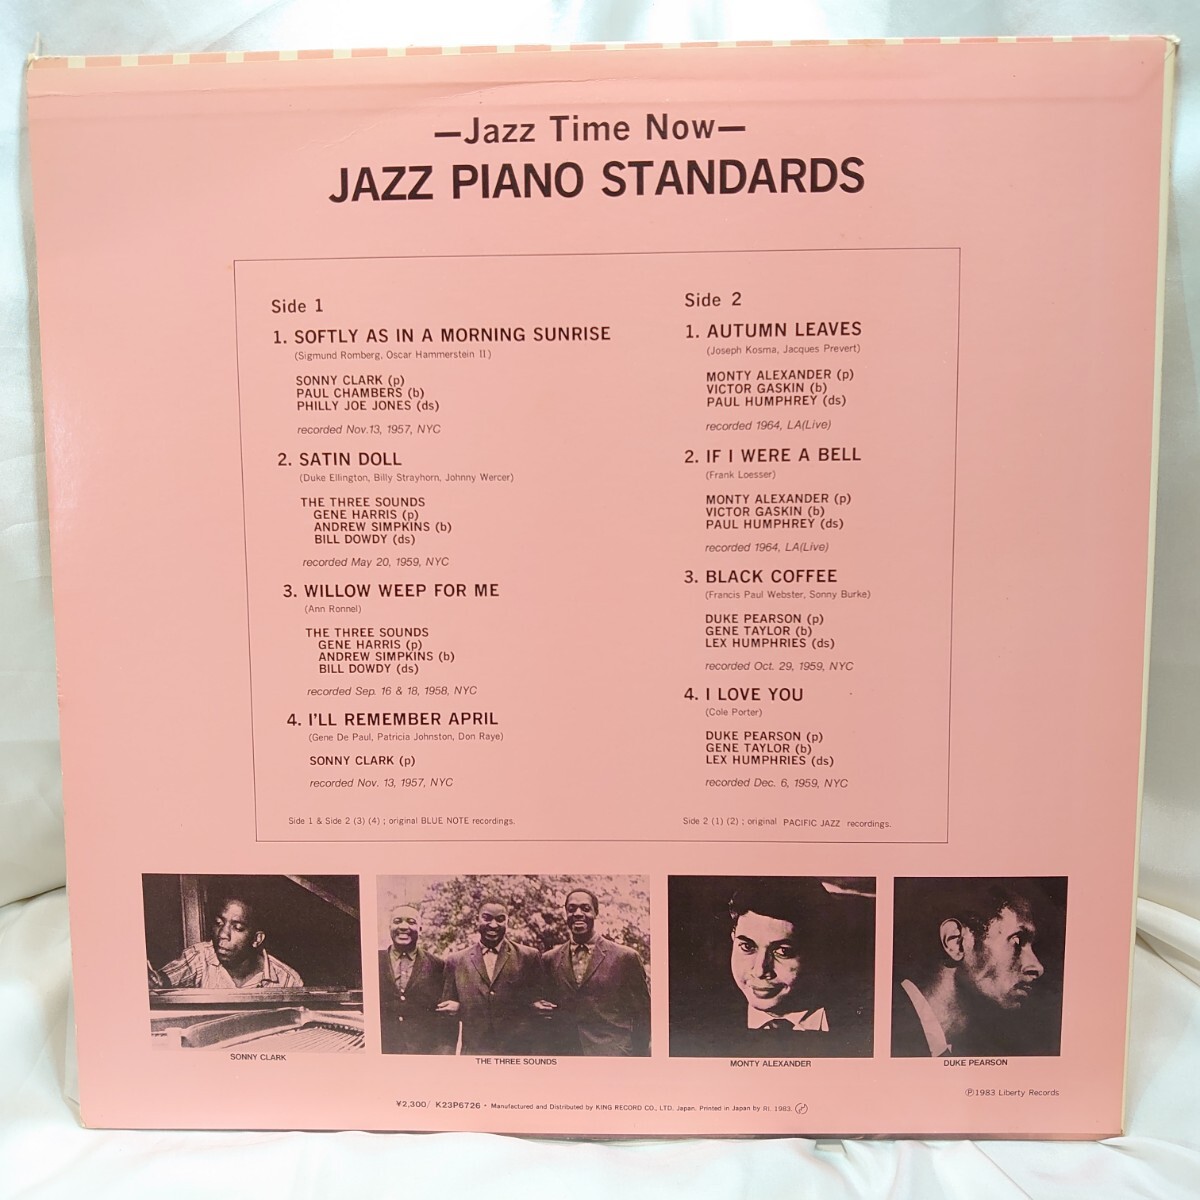 —Jazz Time Now—
JAZZ PIANO STANDARDS
Side 1
1. SOFTLY AS IN A MORNING SUNRISE
(Sigmund Romberg, Oscar Hammerstein II)
SONNY CLARK (p)
PAUL CHAMBERS (b)
PHILLY JOE JONES (ds)
recorded Nov.13, 1957, NYC
2. SATIN DOLL
(Duke Ellington, Billy Strayhorn, Johnny Wercer)
THE THREE SOUNDS
GENE HARRIS (p)
ANDREW SIMPKINS (b)
BILL DOWDY (ds)
recorded May 20, 1959, NYC
3. WILLOW WEEP FOR ME
(Ann Ronnel)
THE THREE SOUNDS
GENE HARRIS (p)
ANDREW SIMPKINS (b)
BILL DOWDY (ds)
recorded Sep. 16 & 18, 1958, NYC
4. I'LL REMEMBER APRIL
(Gene De Paul, Patricia Johnston, Don Raye)
SONNY CLARK (p)
recorded Nov. 13, 1957, NYC
Side 1 & Side 2 (3) (4) ; original BLUE NOTE recordings.
Side 2
1. AUTUMN LEAVES
(Joseph Kosma, Jacques Prevert)
MONTY ALEXANDER (p)
VICTOR GASKIN (b)
PAUL HUMPHREY (ds)
recorded 1964, LA(Live)
2. IF I WERE A BELL
(Frank Loesser)
MONTY ALEXANDER (p)
VICTOR GASKIN (b)
PAUL HUMPHREY (ds)
recorded 1964, LA(Live)
3. BLACK COFFEE
(Francis Paul Webster, Sonny Burke)
DUKE PEARSON (p)
GENE TAYLOR (b)
LEX HUMPHRIES (ds)
recorded Oct. 29, 1959, NYC
4. I LOVE YOU
(Cole Porter)
DUKE PEARSON (p)
GENE TAYLOR (b)
LEX HUMPHRIES (ds)
recorded Dec. 6, 1959, NYC
Side 2 (1) (2) ; original PACIFIC JAZZ recordings.
SONNY CLARK
THE THREE SOUNDS
MONTY ALEXANDER
DUKE PEARSON
℗1983 Liberty Records
¥2,300/ K23P6726 • Manufactured and Distributed by KING RECORD CO., LTD. Japan. Printed in Japan by RI. 1983.